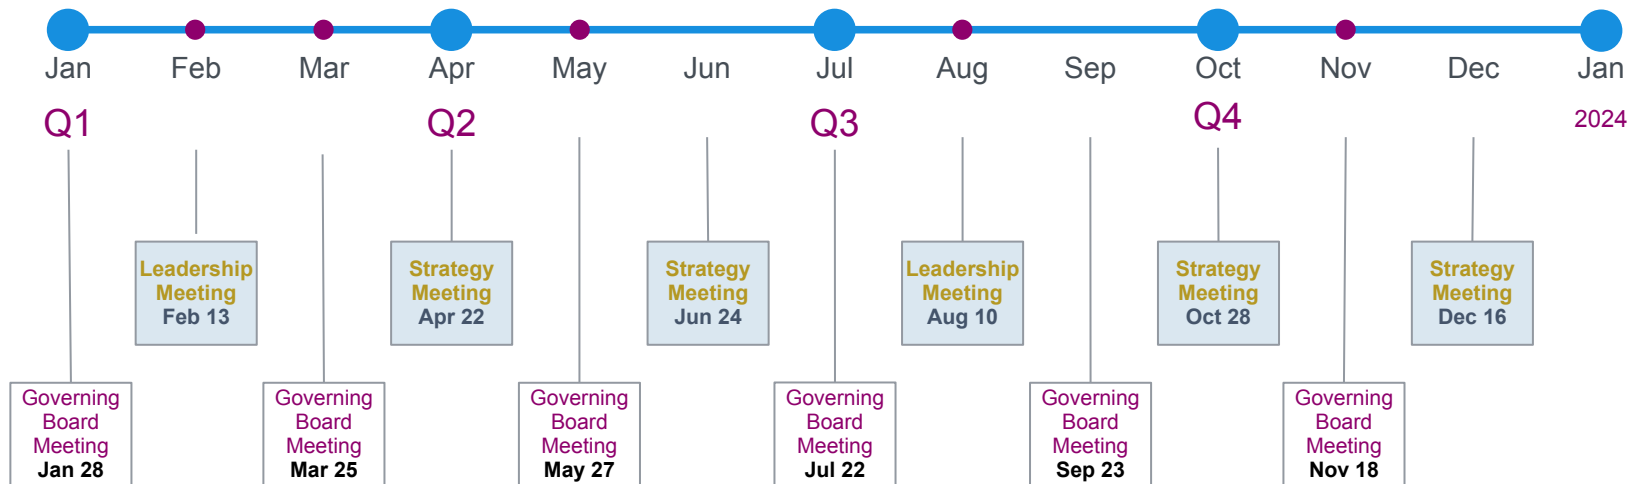 Jan
Feb
Mar
Apr
May
Jun
Jul
Aug
Sep
Oct
Nov
Dec
Jan
Q1
Q2
Q3
Q4
2024
Leadership
Meeting
Feb 13
Strategy
Meeting
Apr 22
Strategy
Meeting
Jun 24
Leadership
Meeting
Aug 10
Strategy
Meeting
Oct 28
Strategy
Meeting
Dec 16
Governing
Board
Meeting
Jan 28
Governing
Board
Meeting
Mar 25
Governing
Board
Meeting
May 27
Governing
Board
Meeting
Jul 22
Governing
Board
Meeting
Sep 23
Governing
Board
Meeting
Nov 18